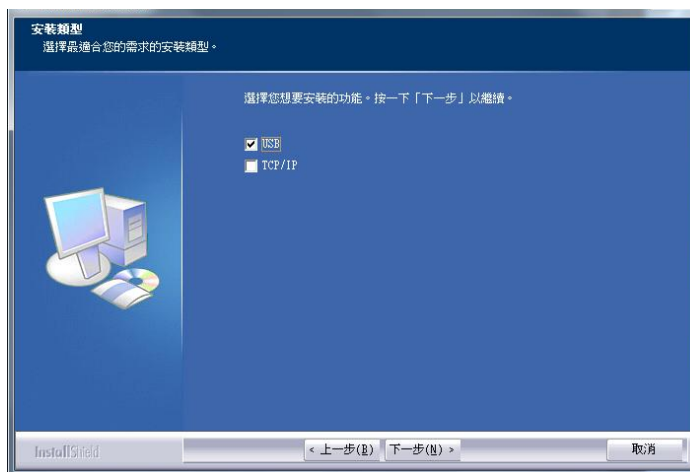 安裝類型
選擇最適合您的需求的安裝類型。
選擇您想要安裝的功能。按一下「下一步」以繼續。
USB
TCP/IP
InstallShield
< 上一步(B) 下一步(N) > 取消